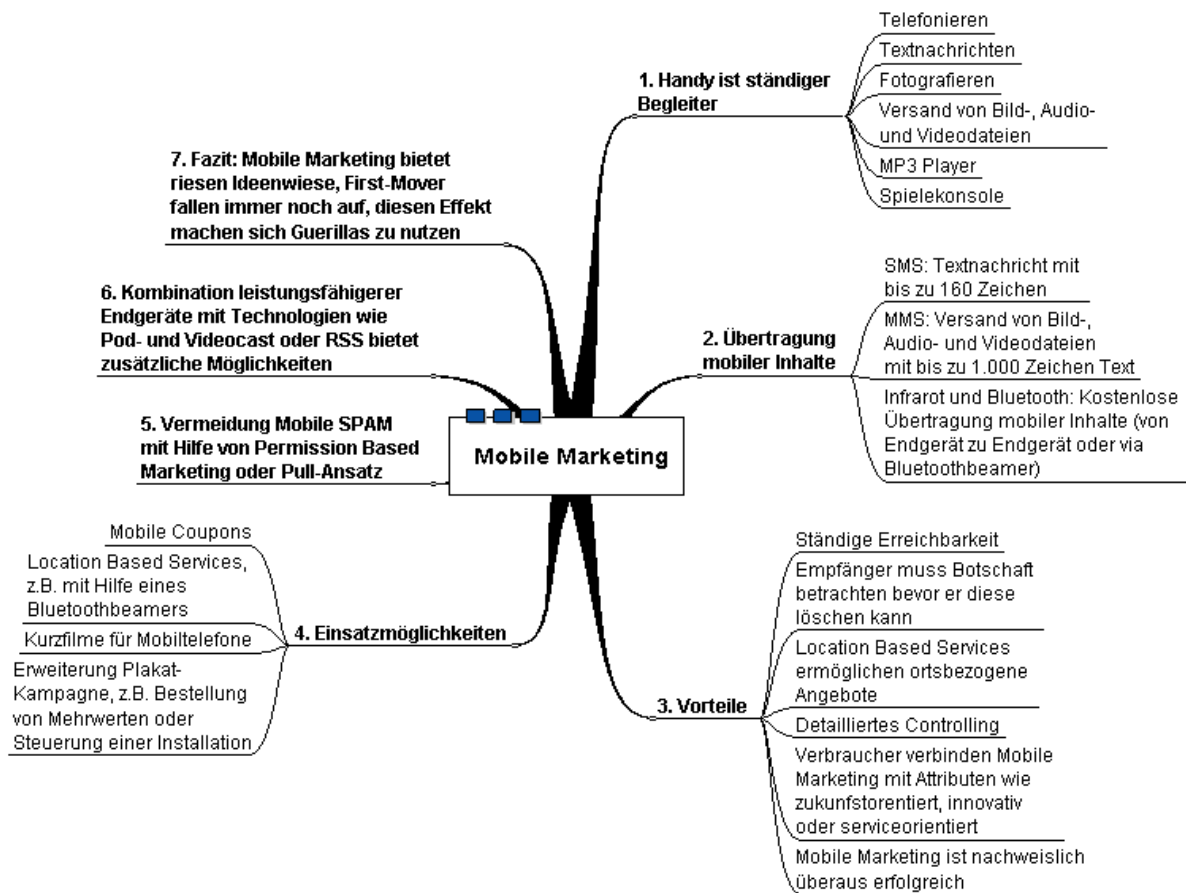 Mobile Marketing
1. Handy ist ständiger
Begleiter
Telefonieren
Textnachrichten
Fotografieren
Versand von Bild-, Audio-
und Videodateien
MP3 Player
Spielekonsole
2. Übertragung
mobiler Inhalte
SMS: Textnachricht mit
bis zu 160 Zeichen
MMS: Versand von Bild-,
Audio- und Videodateien
mit bis zu 1.000 Zeichen Text
Infrarot und Bluetooth: Kostenlose
Übertragung mobiler Inhalte (von
Endgerät zu Endgerät oder via
Bluetoothbeamer)
3. Vorteile
Ständige Erreichbarkeit
Empfänger muss Botschaft
betrachten bevor er diese
löschen kann
Location Based Services
ermöglichen ortsbezogene
Angebote
Detailliertes Controlling
Verbraucher verbinden Mobile
Marketing mit Attributen wie
zukunfstorentiert, innovativ
oder serviceorientiert
Mobile Marketing ist nachweislich
überaus erfolgreich
4. Einsatzmöglichkeiten
Mobile Coupons
Location Based Services,
z.B. mit Hilfe eines
Bluetoothbeamers
Kurzfilme für Mobiltelefone
Erweiterung Plakat-
Kampagne, z.B. Bestellung
von Mehrwerten oder
Steuerung einer Installation
5. Vermeidung Mobile SPAM
mit Hilfe von Permission Based
Marketing oder Pull-Ansatz
6. Kombination leistungsfähigerer
Endgeräte mit Technologien wie
Pod- und Videocast oder RSS bietet
zusätzliche Möglichkeiten
7. Fazit: Mobile Marketing bietet
riesen Ideenwiese, First-Mover
fallen immer noch auf, diesen Effekt
machen sich Guerillas zu nutzen